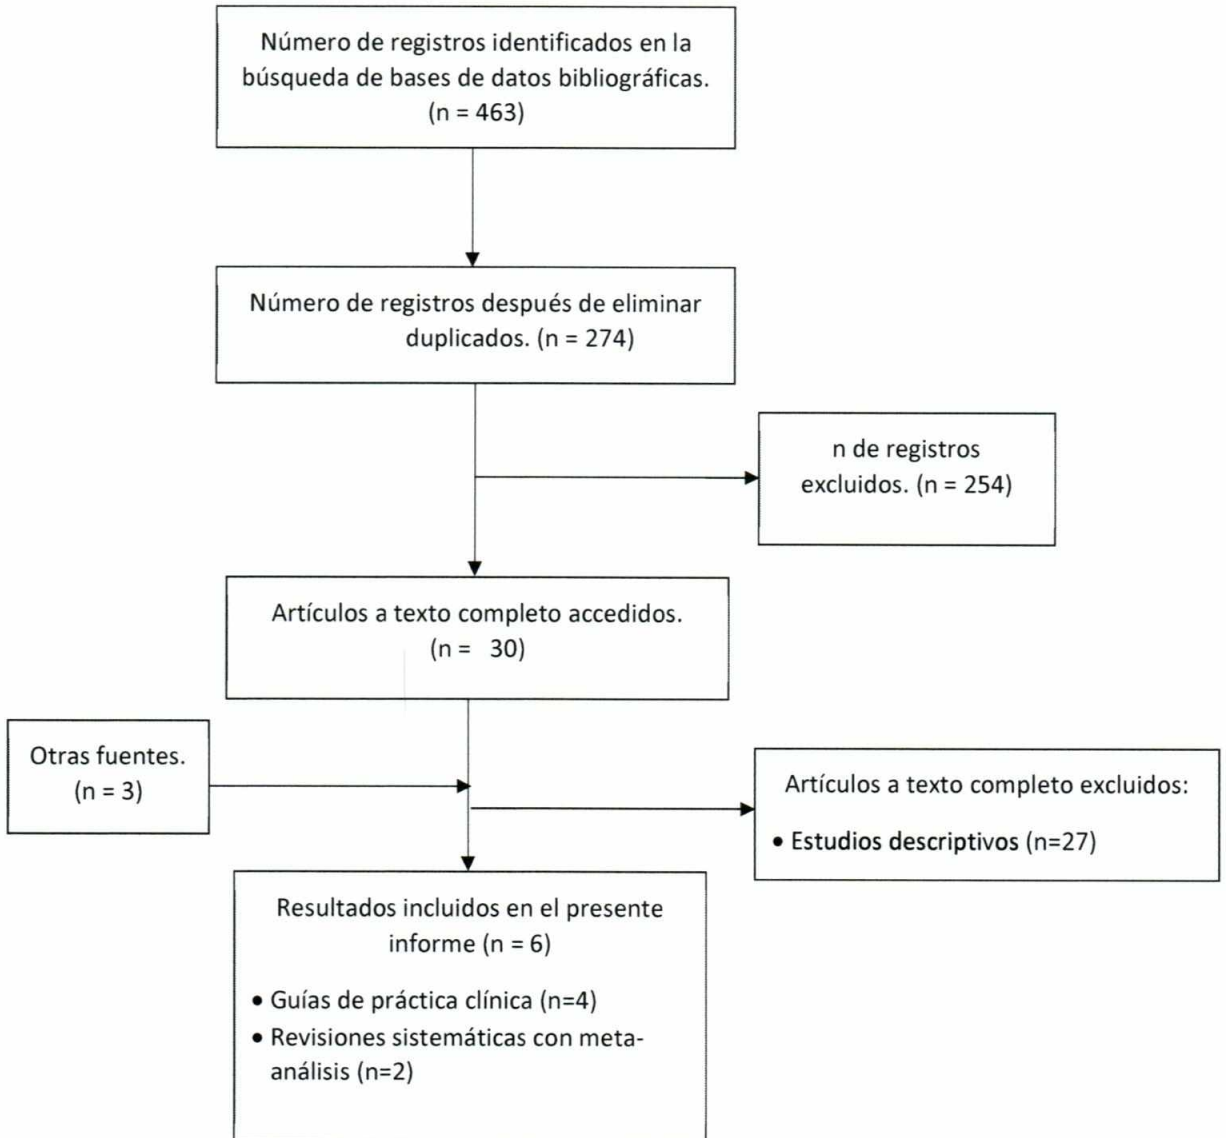 Número de registros identificados en la
búsqueda de bases de datos bibliográficas.
(n = 463)
Número de registros después de eliminar
duplicados. (n = 274)
n de registros
excluidos. (n = 254)
Artículos a texto completo accedidos.
(n = 30)
Otras fuentes.
(n = 3)
Artículos a texto completo excluidos:
• Estudios descriptivos (n=27)
Resultados incluidos en el presente
informe (n = 6)
• Guías de práctica clínica (n=4)
• Revisiones sistemáticas con meta-
análisis (n=2)